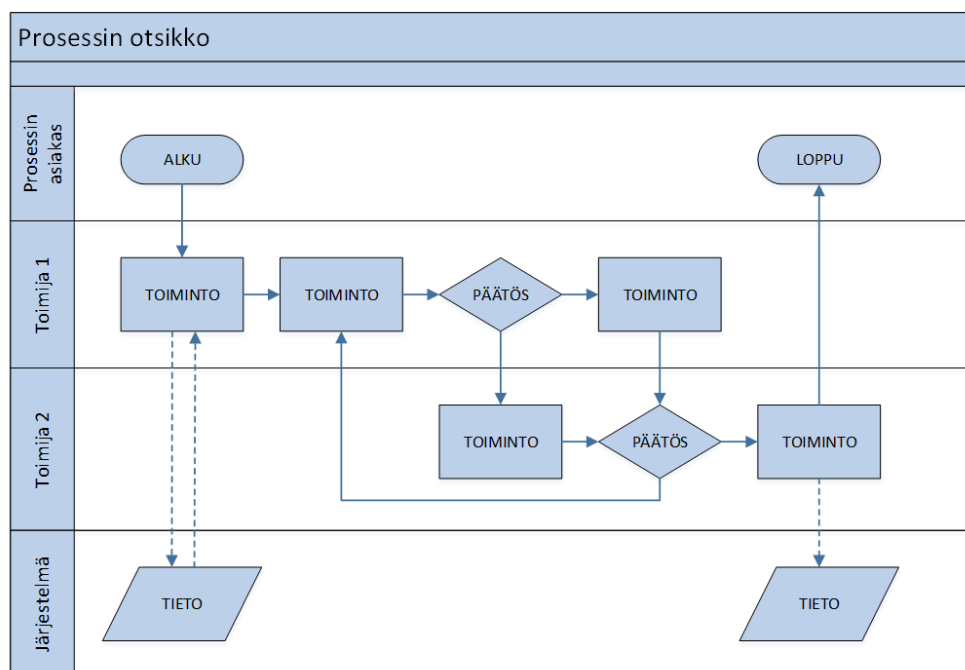 Prosessin otsikko
Prosessin
asiakas
ALKU
LOPPU
Toimija 1
TOIMINTO
TOIMINTO
PÄÄTÖS
TOIMINTO
Toimija 2
TOIMINTO
PÄÄTÖS
TOIMINTO
Järjestelmä
TIETO
TIETO